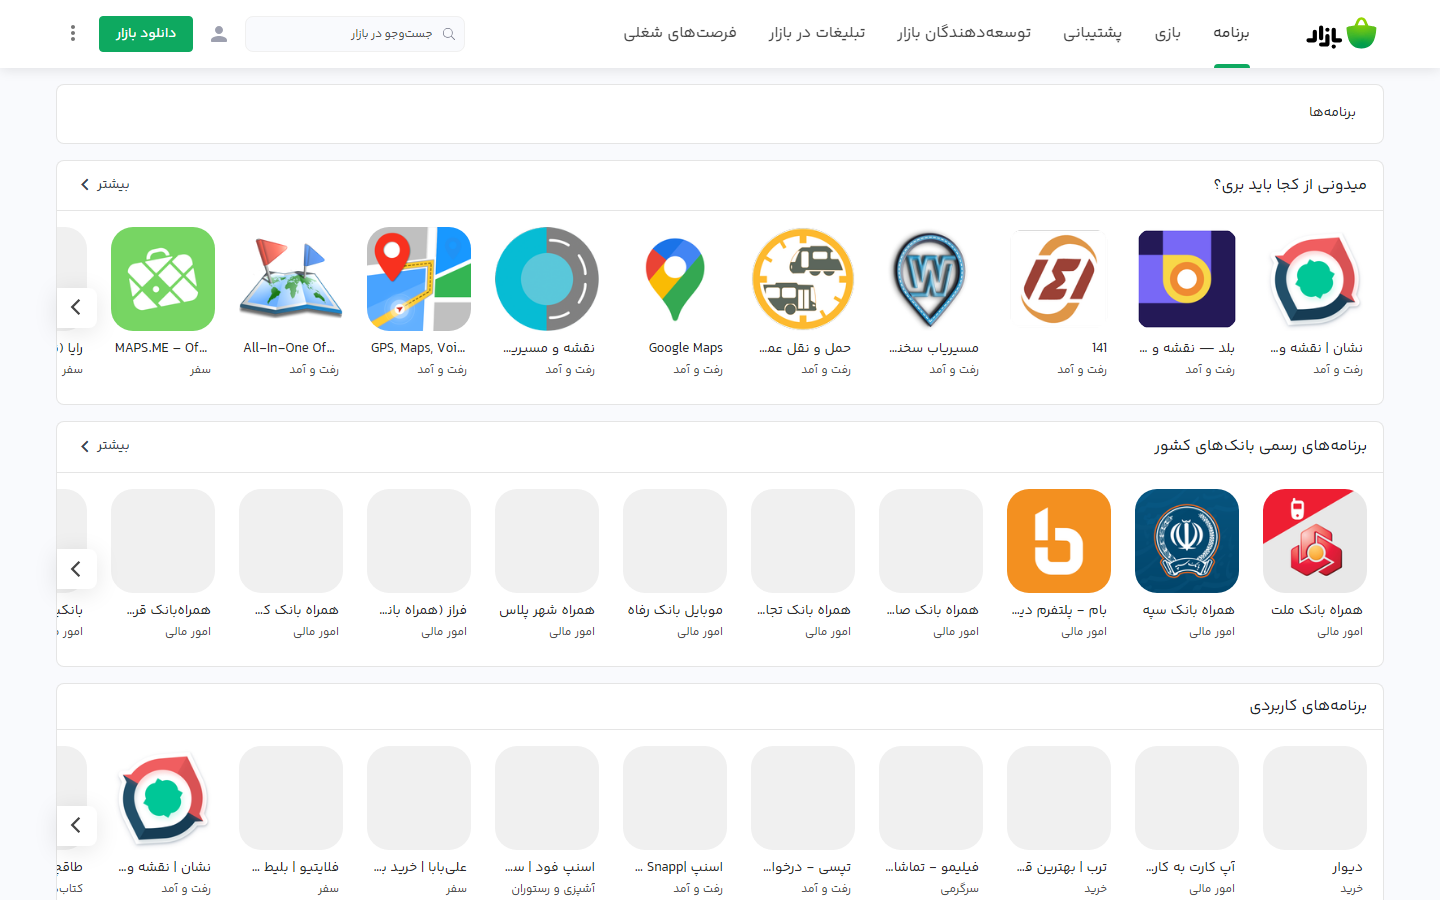 بازار
برنامه
بازی
پشتیبانی
توسعه‌دهندگان بازار
تبلیغات در بازار
فرصت‌های شغلی
جست‌وجو در بازار
دانلود بازار
برنامه‌ها
میدونی از کجا باید بری؟
بیشتر
نشان | نقشه و...
رفت و آمد
بلد — نقشه و ...
رفت و آمد
141
رفت و آمد
مسیریاب سخن...
رفت و آمد
حمل و نقل عم...
رفت و آمد
Google Maps
رفت و آمد
نقشه و مسیری...
رفت و آمد
GPS, Maps, Voi...
رفت و آمد
All-In-One Of...
رفت و آمد
MAPS.ME – Of...
سفر
رایا (
سفر
برنامه‌های رسمی بانک‌های کشور
بیشتر
همراه بانک ملت
امور مالی
همراه بانک سپه
امور مالی
بام - پلتفرم دی...
امور مالی
همراه بانک صا...
امور مالی
همراه بانک تجا...
امور مالی
موبایل بانک رفاه
امور مالی
همراه شهر پلاس
امور مالی
فراز (همراه بان...
امور مالی
همراه بانک ک...
امور مالی
همراه‌بانک قر...
امور مالی
امور
برنامه‌های کاربردی
دیوار
خرید
آپ کارت به کار...
امور مالی
ترب | بهترین ق...
خرید
فیلیمو - تماشا...
سرگرمی
تپسی - درخوا...
رفت و آمد
اسنپ |Snapp ...
رفت و آمد
اسنپ فود | س...
آشپزی و رستوران
علی‌بابا | خرید ب...
سفر
فلایتیو | بلیط ...
سفر
نشان | نقشه و...
رفت و آمد
طاقچ
کتاب